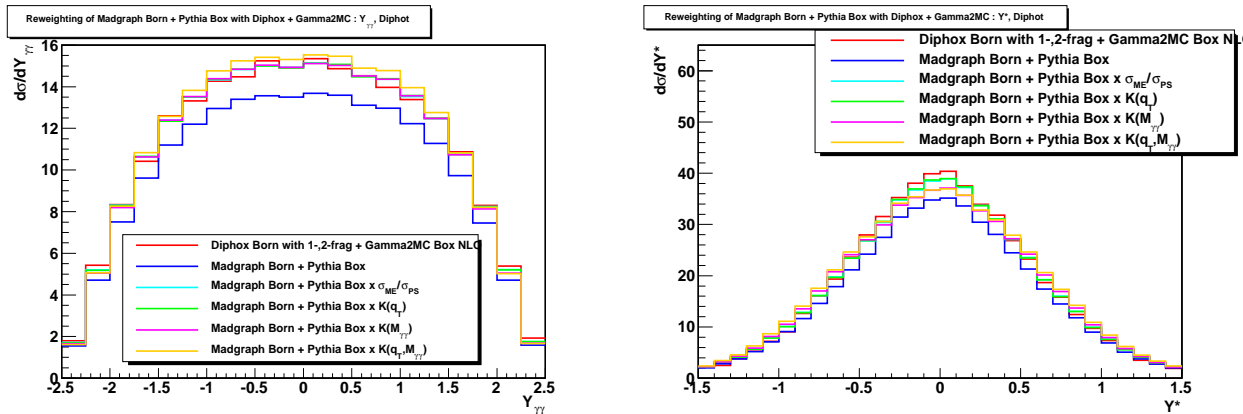 Reweighting of Madgraph Born + Pythia Box with Diphox + Gamma2MC : Y_γγ, Diphot
dσ/dY_γγ
16
14
12
10
8
6
4
2
0
Diphox Born with 1-,2-frag + Gamma2MC Box NLO
Madgraph Born + Pythia Box
Madgraph Born + Pythia Box x σ_ME/σ_PS
Madgraph Born + Pythia Box x K(q_T)
Madgraph Born + Pythia Box x K(M_γγ)
Madgraph Born + Pythia Box x K(q_T,M_γγ)
-2.5 -2 -1.5 -1 -0.5 0 0.5 1 1.5 2 2.5
Y_γγ
Reweighting of Madgraph Born + Pythia Box with Diphox + Gamma2MC : Y*, Diphot
dσ/dY*
60
50
40
30
20
10
0
Diphox Born with 1-,2-frag + Gamma2MC Box NLO
Madgraph Born + Pythia Box
Madgraph Born + Pythia Box x σ_ME/σ_PS
Madgraph Born + Pythia Box x K(q_T)
Madgraph Born + Pythia Box x K(M_γγ)
Madgraph Born + Pythia Box x K(q_T,M_γγ)
-1.5 -1 -0.5 0 0.5 1 1.5
Y*